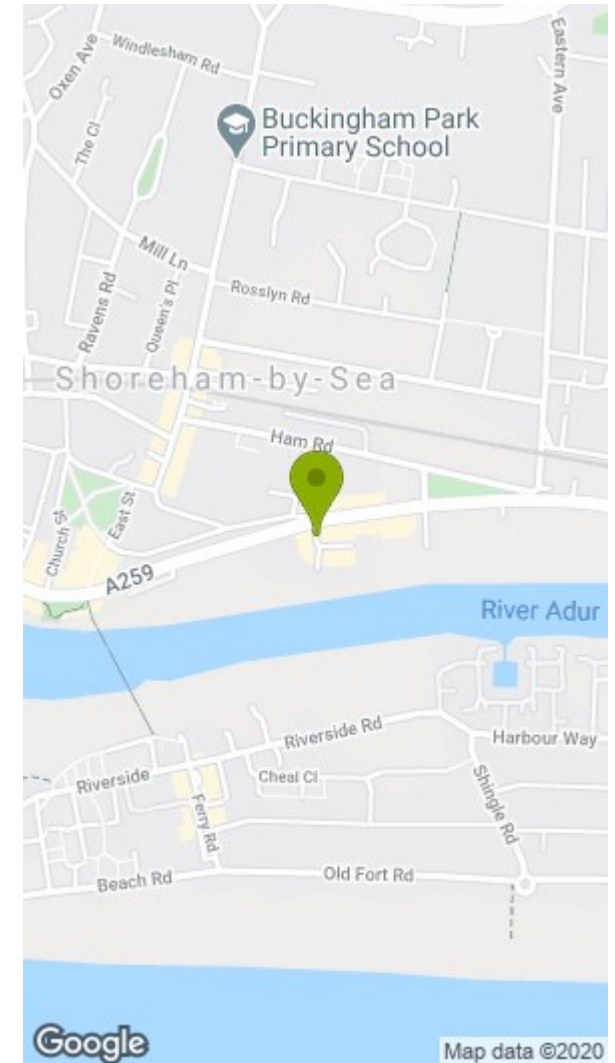 Windlesham Rd
Oxen Ave
Eastern Ave
The Cl
Buckingham Park
Primary School
Mill Ln
Ravens Rd
Queen's Pl
Rosslyn Rd
Shoreham-by-Sea
Ham Rd
Church St
East St
A259
River Adur
Riverside Rd
Harbour Way
Riverside
Cheal Cl
Shingle Rd
Ferry Rd
Beach Rd
Old Fort Rd
Google
Map data ©2020